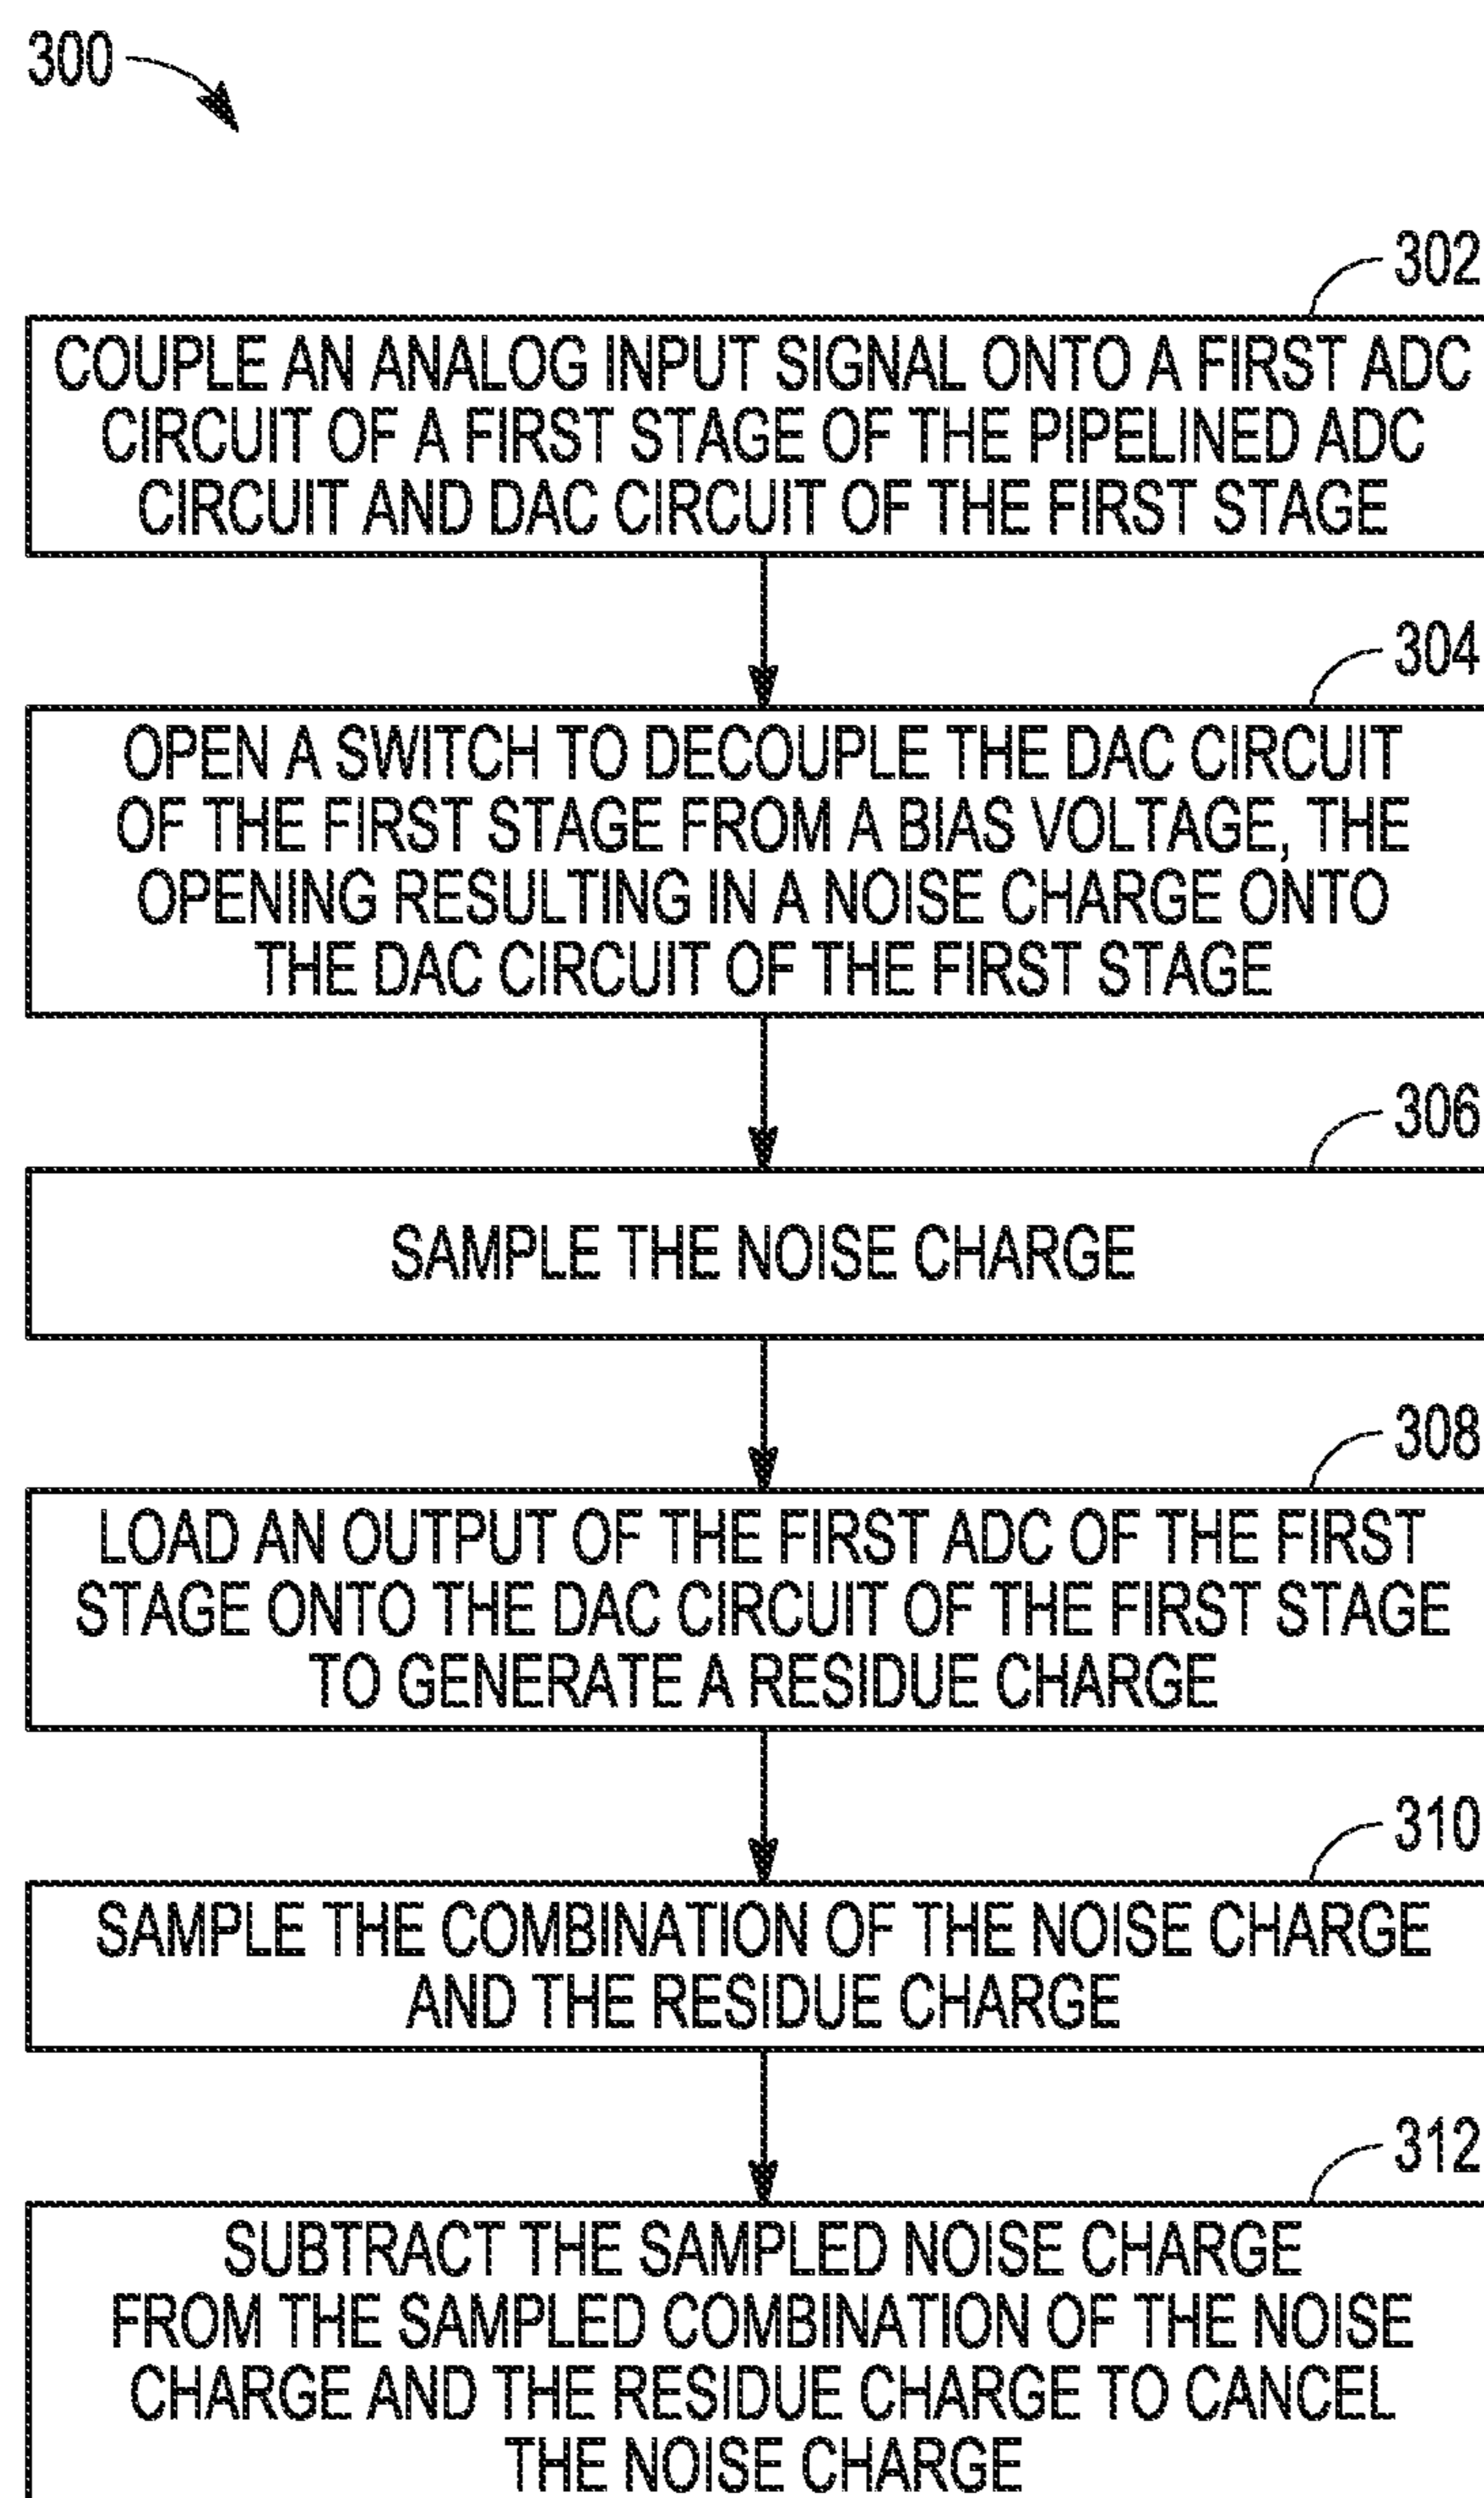 300
302
COUPLE AN ANALOG INPUT SIGNAL ONTO A FIRST ADC
CIRCUIT OF A FIRST STAGE OF THE PIPELINED ADC
CIRCUIT AND DAC CIRCUIT OF THE FIRST STAGE
304
OPEN A SWITCH TO DECOUPLE THE DAC CIRCUIT
OF THE FIRST STAGE FROM A BIAS VOLTAGE, THE
OPENING RESULTING IN A NOISE CHARGE ONTO
THE DAC CIRCUIT OF THE FIRST STAGE
306
SAMPLE THE NOISE CHARGE
308
LOAD AN OUTPUT OF THE FIRST ADC OF THE FIRST
STAGE ONTO THE DAC CIRCUIT OF THE FIRST STAGE
TO GENERATE A RESIDUE CHARGE
310
SAMPLE THE COMBINATION OF THE NOISE CHARGE
AND THE RESIDUE CHARGE
312
SUBTRACT THE SAMPLED NOISE CHARGE
FROM THE SAMPLED COMBINATION OF THE NOISE
CHARGE AND THE RESIDUE CHARGE TO CANCEL
THE NOISE CHARGE